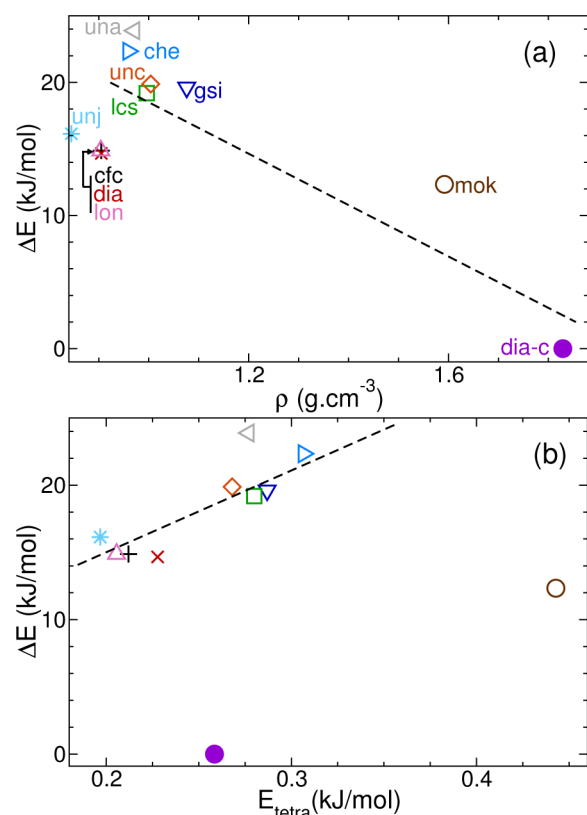 una
(a)
che
20
unc
gsi
lcs
unj
ΔE (kJ/mol)
cfc
dia
lon
mok
10
0
dia-c
1.2
1.6
ρ (g.cm⁻³)
(b)
20
ΔE (kJ/mol)
10
0
0.2
0.3
0.4
E_tetra(kJ/mol)